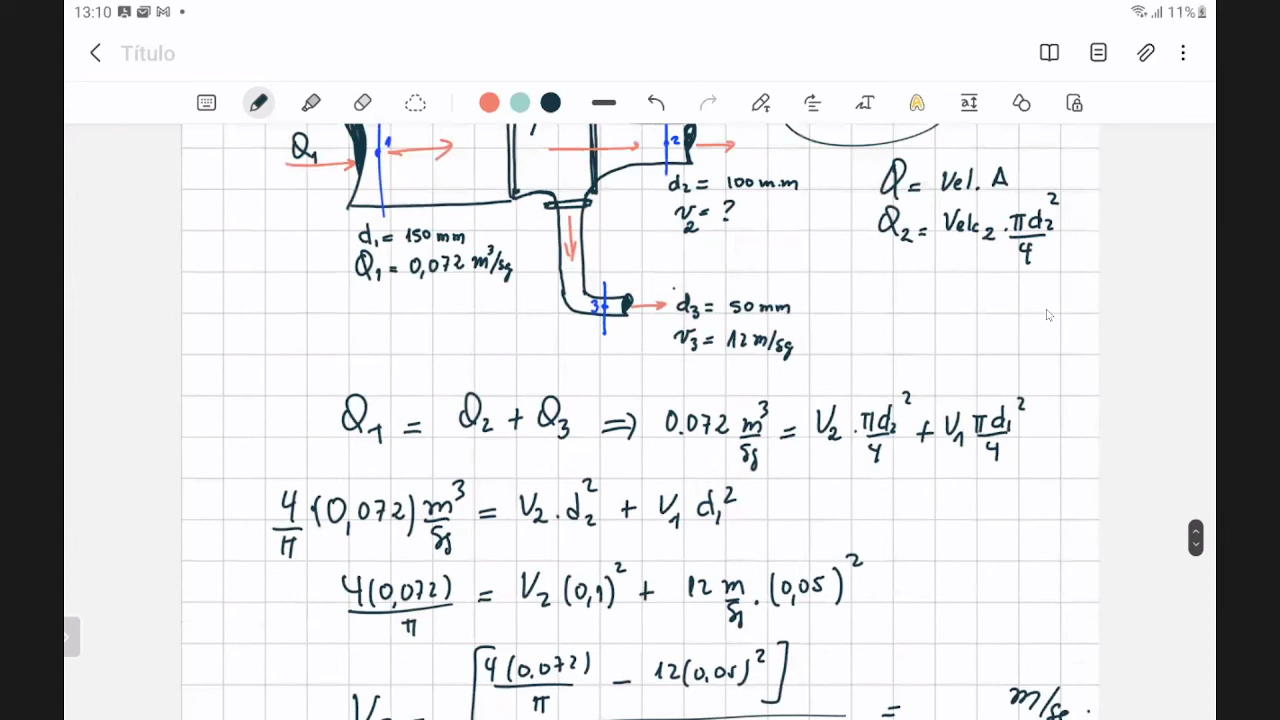 13:10 11%
Título
Q₁ 1 2
d₂ = 100 m.m
v₂ = ?
Q = Vel. A
Q₂ = Velc₂ . πd₂²/4
d₁ = 150 mm
Q₁ = 0,072 m³/sg
3
d₃ = 50 mm
v₃ = 12 m/sg
Q₁ = Q₂ + Q₃ ⇒ 0.072 m³/sg = V₂ . πd₂²/4 + V₁ πd₁²/4
4/π (0,072) m³/sg = V₂ . d₂² + V₁ d₁²
4(0,072)/π = V₂ (0,1)² + 12 m/sg . (0,05)²
[4(0.072)/π − 12(0,05)²] = m/sg.